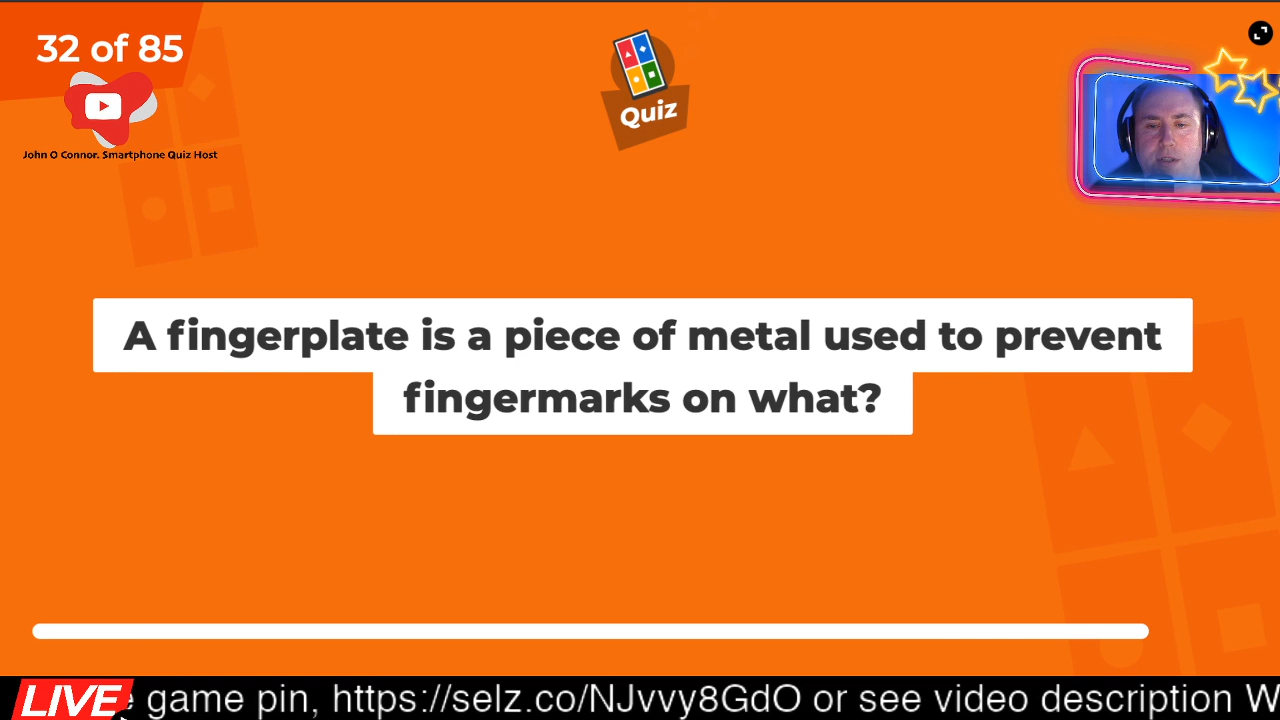 32 of 85
John O Connor. Smartphone Quiz Host
Quiz
A fingerplate is a piece of metal used to prevent
fingermarks on what?
LIVE
game pin, https://selz.co/NJvvy8GdO or see video description W